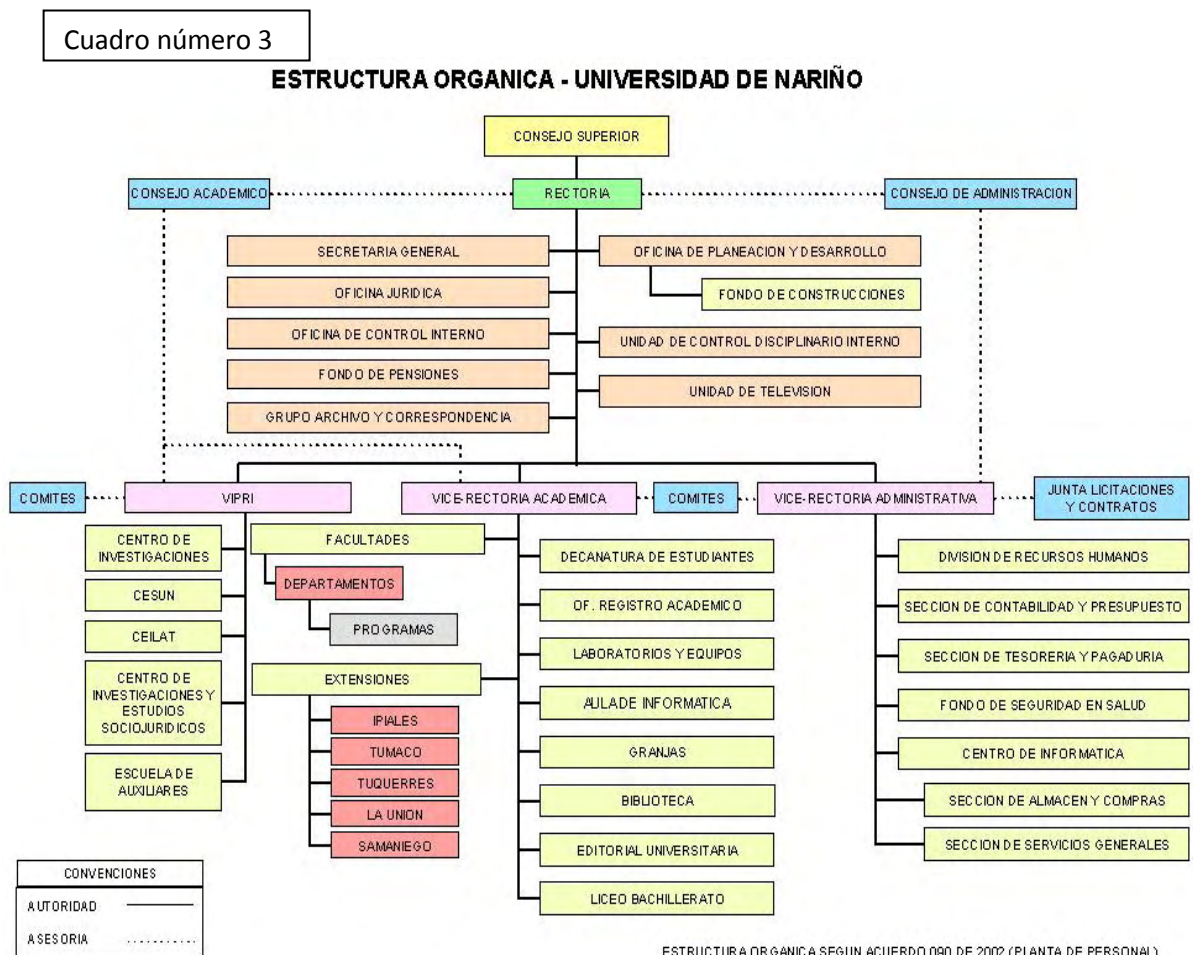 Cuadro número 3
ESTRUCTURA ORGANICA - UNIVERSIDAD DE NARIÑO
CONSEJO SUPERIOR
CONSEJO ACADEMICO
RECTORIA
CONSEJO DE ADMINISTRACION
SECRETARIA GENERAL
OFICINA DE PLANEACION Y DESARROLLO
FONDO DE CONSTRUCCIONES
OFICINA JURIDICA
OFICINA DE CONTROL INTERNO
UNIDAD DE CONTROL DISCIPLINARIO INTERNO
FONDO DE PENSIONES
UNIDAD DE TELEVISION
GRUPO ARCHIVO Y CORRESPONDENCIA
COMITES
VIPRI
VICE-RECTORIA ACADEMICA
COMITES
VICE-RECTORIA ADMINISTRATIVA
JUNTA LICITACIONES
Y CONTRATOS
CENTRO DE
INVESTIGACIONES
CESUN
CEILAT
CENTRO DE
INVESTIGACIONES Y
ESTUDIOS
SOCIOJURIDICOS
ESCUELA DE
AUXILIARES
FACULTADES
DEPARTAMENTOS
PROGRAMAS
EXTENSIONES
IPIALES
TUMACO
TUQUERRES
LA UNION
SAMANIEGO
DECANATURA DE ESTUDIANTES
OF. REGISTRO ACADEMICO
LABORATORIOS Y EQUIPOS
AULA DE INFORMATICA
GRANJAS
BIBLIOTECA
EDITORIAL UNIVERSITARIA
LICEO BACHILLERATO
DIVISION DE RECURSOS HUMANOS
SECCION DE CONTABILIDAD Y PRESUPUESTO
SECCION DE TESORERIA Y PAGADURIA
FONDO DE SEGURIDAD EN SALUD
CENTRO DE INFORMATICA
SECCION DE ALMACEN Y COMPRAS
SECCION DE SERVICIOS GENERALES
CONVENCIONES
AUTORIDAD
ASESORIA
ESTRUCTURA ORGANICA SEGUN ACUERDO 090 DE 2002 (PLANTA DE PERSONAL)